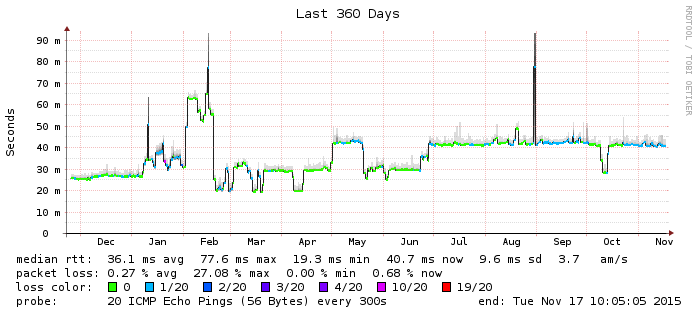 Last 360 Days
RRDTOOL / TOBI OETIKER
Seconds
90 m
80 m
70 m
60 m
50 m
40 m
30 m
20 m
10 m
0
Dec Jan Feb Mar Apr May Jun Jul Aug Sep Oct Nov
median rtt: 36.1 ms avg 77.6 ms max 19.3 ms min 40.7 ms now 9.6 ms sd 3.7 am/s
packet loss: 0.27 % avg 27.08 % max 0.00 % min 0.68 % now
loss color: 0 1/20 2/20 3/20 4/20 10/20 19/20
probe: 20 ICMP Echo Pings (56 Bytes) every 300s end: Tue Nov 17 10:05:05 2015